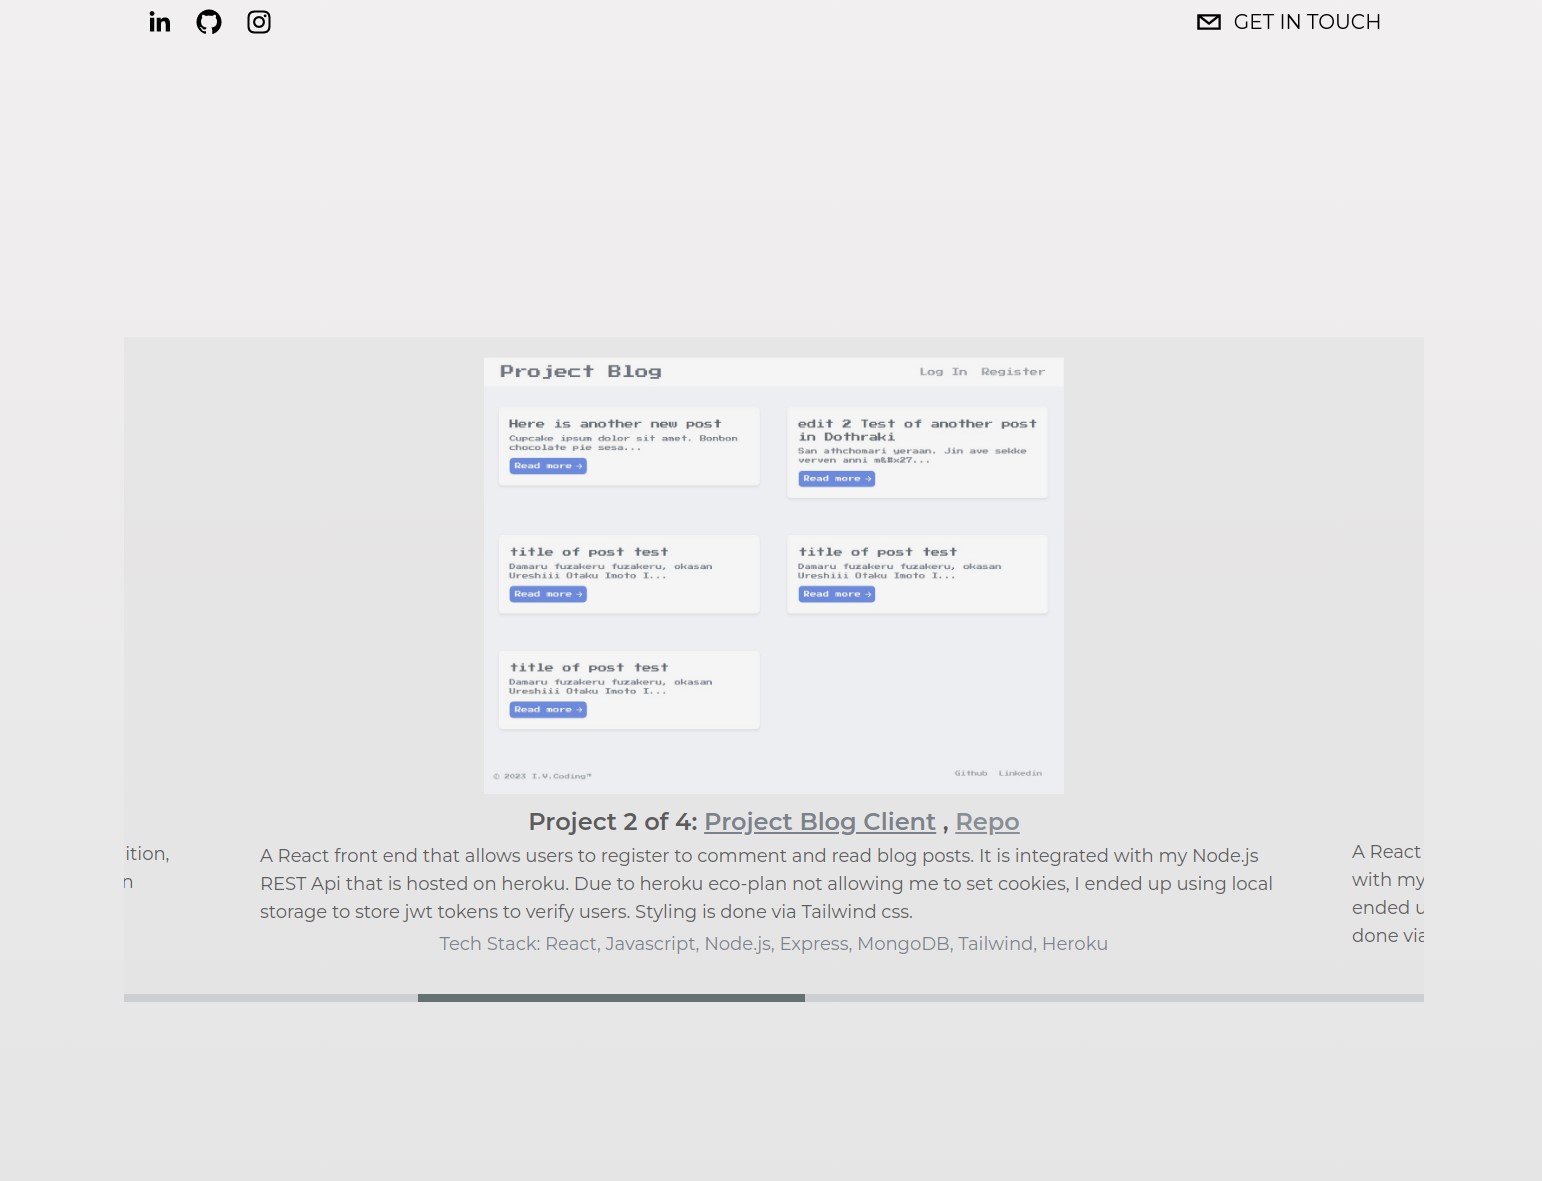 GET IN TOUCH
Project Blog
Log In Register
Here is another new post
Cupcake ipsum dolor sit amet. Bonbon
chocolate pie sesa...
Read more →
edit 2 Test of another post
in Dothraki
San athchomari yeraan. Jin ave sekke
verven anni m&#x27...
Read more →
title of post test
Damaru fuzakeru fuzakeru, okasan
Ureshiii Otaku Imoto I...
Read more →
title of post test
Damaru fuzakeru fuzakeru, okasan
Ureshiii Otaku Imoto I...
Read more →
title of post test
Damaru fuzakeru fuzakeru, okasan
Ureshiii Otaku Imoto I...
Read more →
© 2023 I.V.Coding™
Github Linkedin
Project 2 of 4: Project Blog Client , Repo
ition,
n
A React front end that allows users to register to comment and read blog posts. It is integrated with my Node.js
REST Api that is hosted on heroku. Due to heroku eco-plan not allowing me to set cookies, I ended up using local
storage to store jwt tokens to verify users. Styling is done via Tailwind css.
Tech Stack: React, Javascript, Node.js, Express, MongoDB, Tailwind, Heroku
A React
with my
ended u
done via